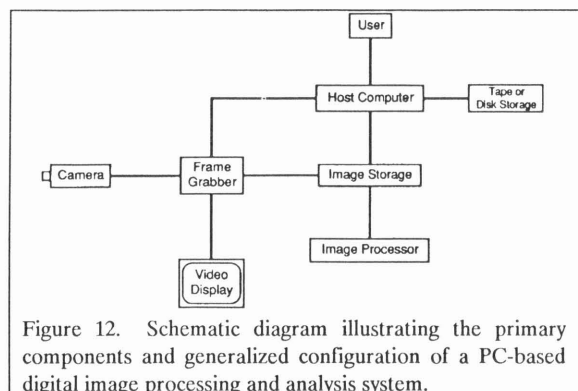 User
Host Computer
Tape or
Disk Storage
Camera
Frame
Grabber
Image Storage
Image Processor
Video
Display
Figure 12. Schematic diagram illustrating the primary
components and generalized configuration of a PC-based
digital image processing and analysis system.